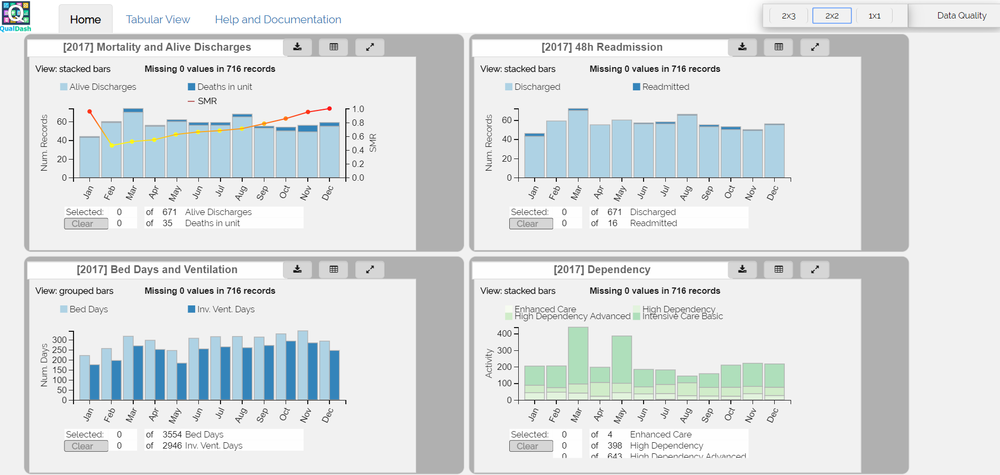 Q
QualDash
Home
Tabular View
Help and Documentation
2x3
2x2
1x1
Data Quality
[2017] Mortality and Alive Discharges
View: stacked bars
Missing 0 values in 716 records
Alive Discharges
Deaths in unit
SMR
Num. Records
60
40
20
0
1.0
0.8
0.6
0.4
0.2
0.0
SMR
Jan Feb Mar Apr May Jun Jul Aug Sep Oct Nov Dec
Selected: 0 of 671 Alive Discharges
Clear 0 of 35 Deaths in unit
[2017] 48h Readmission
View: stacked bars
Missing 0 values in 716 records
Discharged
Readmitted
Num. Records
60
40
20
0
Jan Feb Mar Apr May Jun Jul Aug Sep Oct Nov Dec
Selected: 0 of 671 Discharged
Clear 0 of 16 Readmitted
[2017] Bed Days and Ventilation
View: grouped bars
Missing 0 values in 716 records
Bed Days
Inv. Vent. Days
Num. Days
300
250
200
150
100
50
0
Jan Feb Mar Apr May Jun Jul Aug Sep Oct Nov Dec
Selected: 0 of 3554 Bed Days
Clear 0 of 2946 Inv. Vent. Days
[2017] Dependency
View: stacked bars
Missing 0 values in 716 records
Enhanced Care
High Dependency
High Dependency Advanced
Intensive Care Basic
Activity
400
300
200
100
0
Jan Feb Mar Apr May Jun Jul Aug Sep Oct Nov Dec
Selected: 0 of 4 Enhanced Care
Clear 0 of 398 High Dependency
0 of 643 High Dependency Advanced